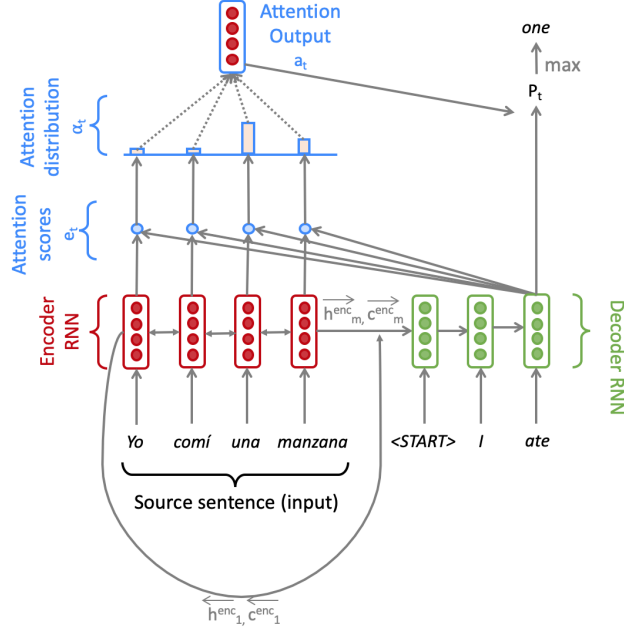 Attention
Output
a_t
one
max
P_t
Attention
distribution
α_t
Attention
scores
e_t
Encoder
RNN
h^enc_m, c^enc_m
Decoder RNN
Yo comí una manzana <START> I ate
Source sentence (input)
h^enc_1, c^enc_1